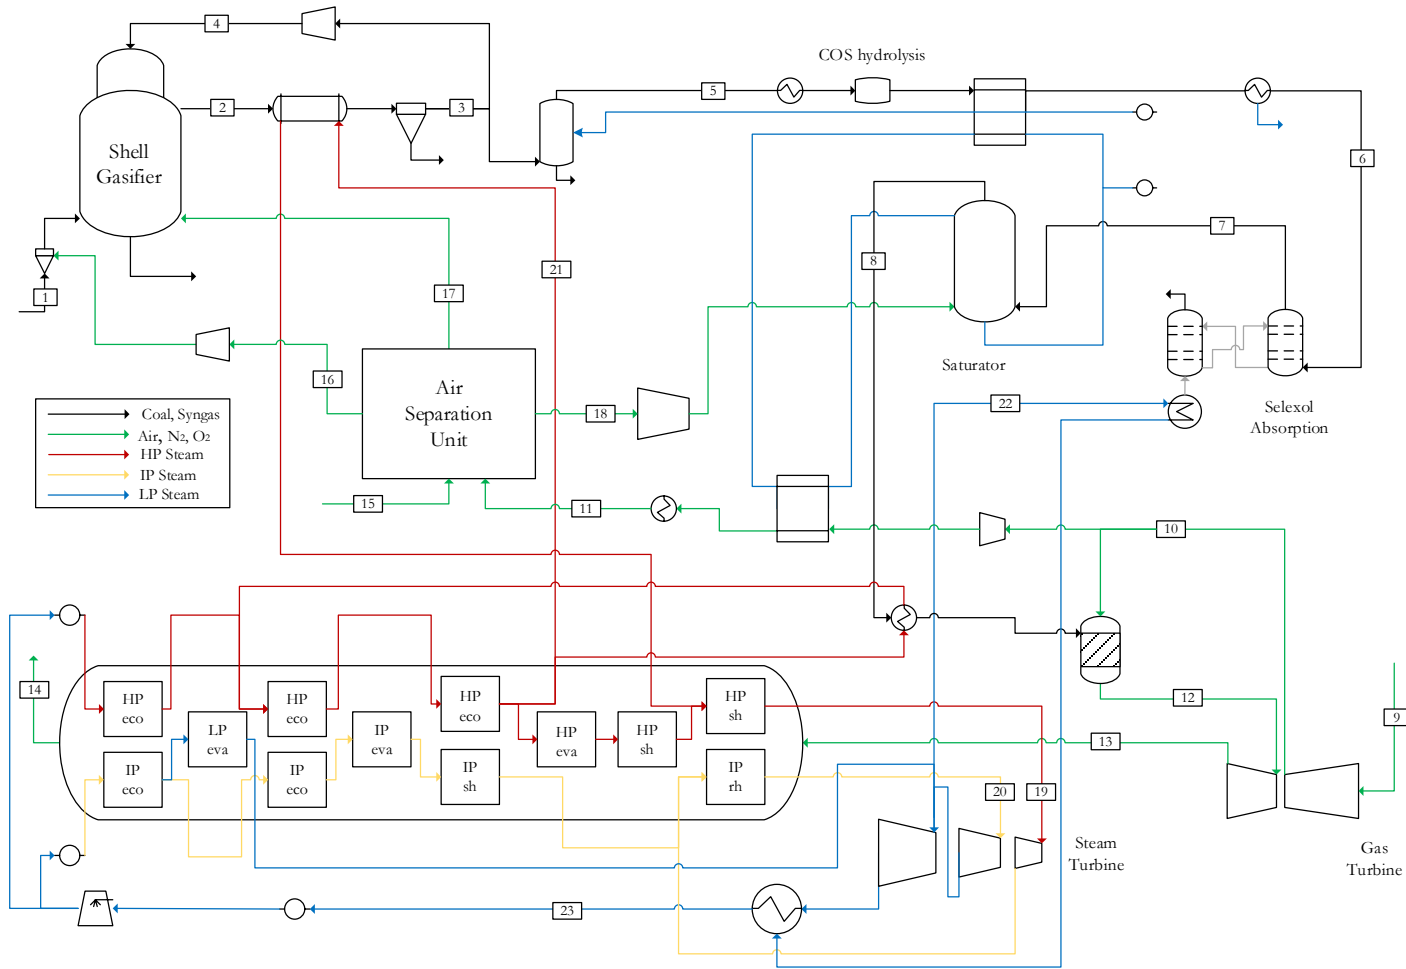 4
COS hydrolysis
5
2
3
Shell
Gasifier
6
7
8
21
17
1
16
Air
Separation
Unit
18
Saturator
22
Selexol
Absorption
Coal, Syngas
Air, N2, O2
HP Steam
IP Steam
LP Steam
15
11
10
14
HP
eco
HP
eco
HP
eco
HP
sh
LP
eva
IP
eva
HP
eva
HP
sh
IP
eco
IP
eco
IP
sh
IP
rh
12
9
13
20
19
Steam
Turbine
Gas
Turbine
23